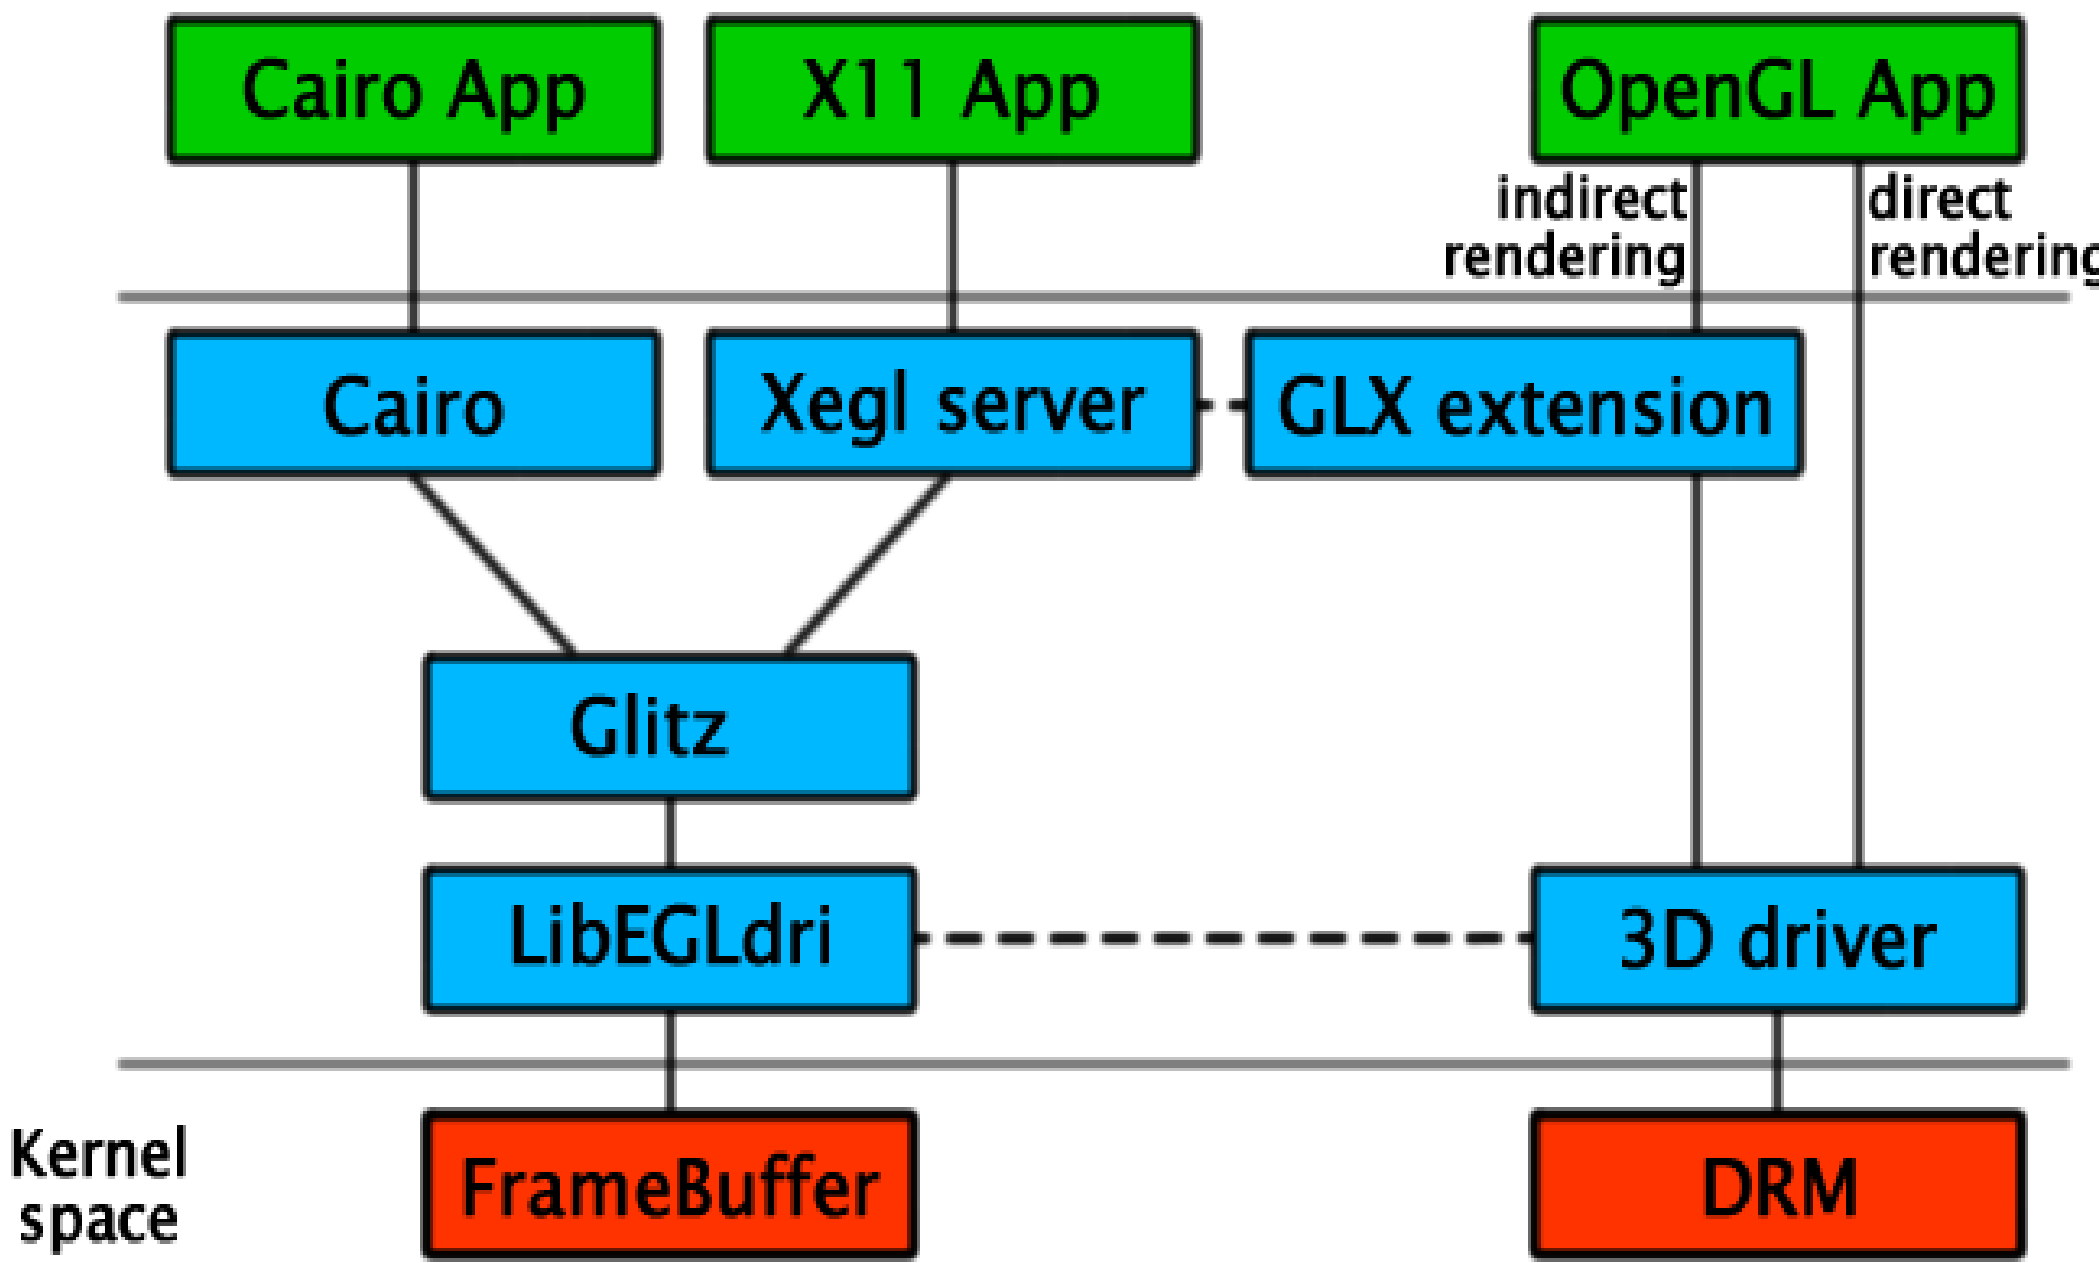 Cairo App
X11 App
OpenGL App
indirect
rendering
direct
rendering
Cairo
Xegl server
GLX extension
Glitz
LibEGLdri
3D driver
Kernel
space
FrameBuffer
DRM